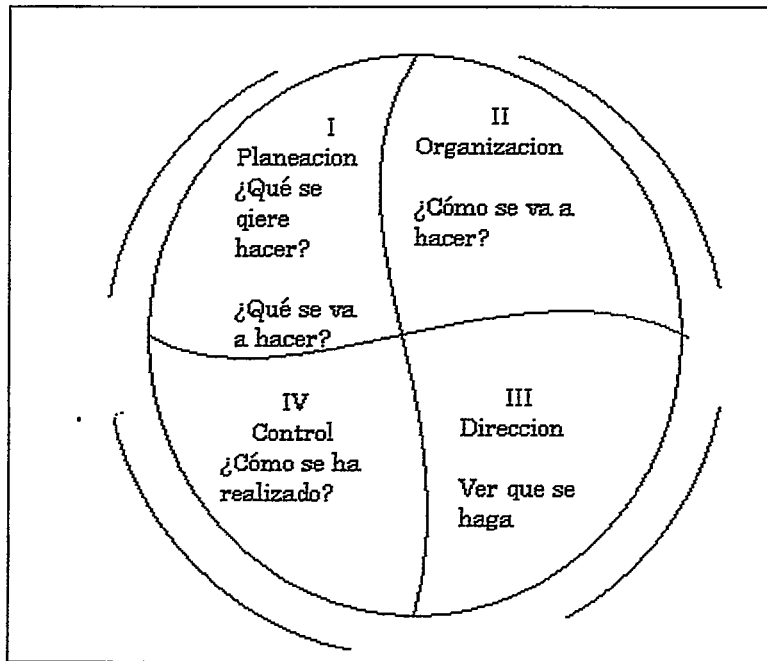 I
Planeacion
¿Qué se
qiere
hacer?
¿Qué se va
a hacer?
II
Organizacion
¿Cómo se va a
hacer?
III
Direccion
Ver que se
haga
IV
Control
¿Cómo se ha
realizado?